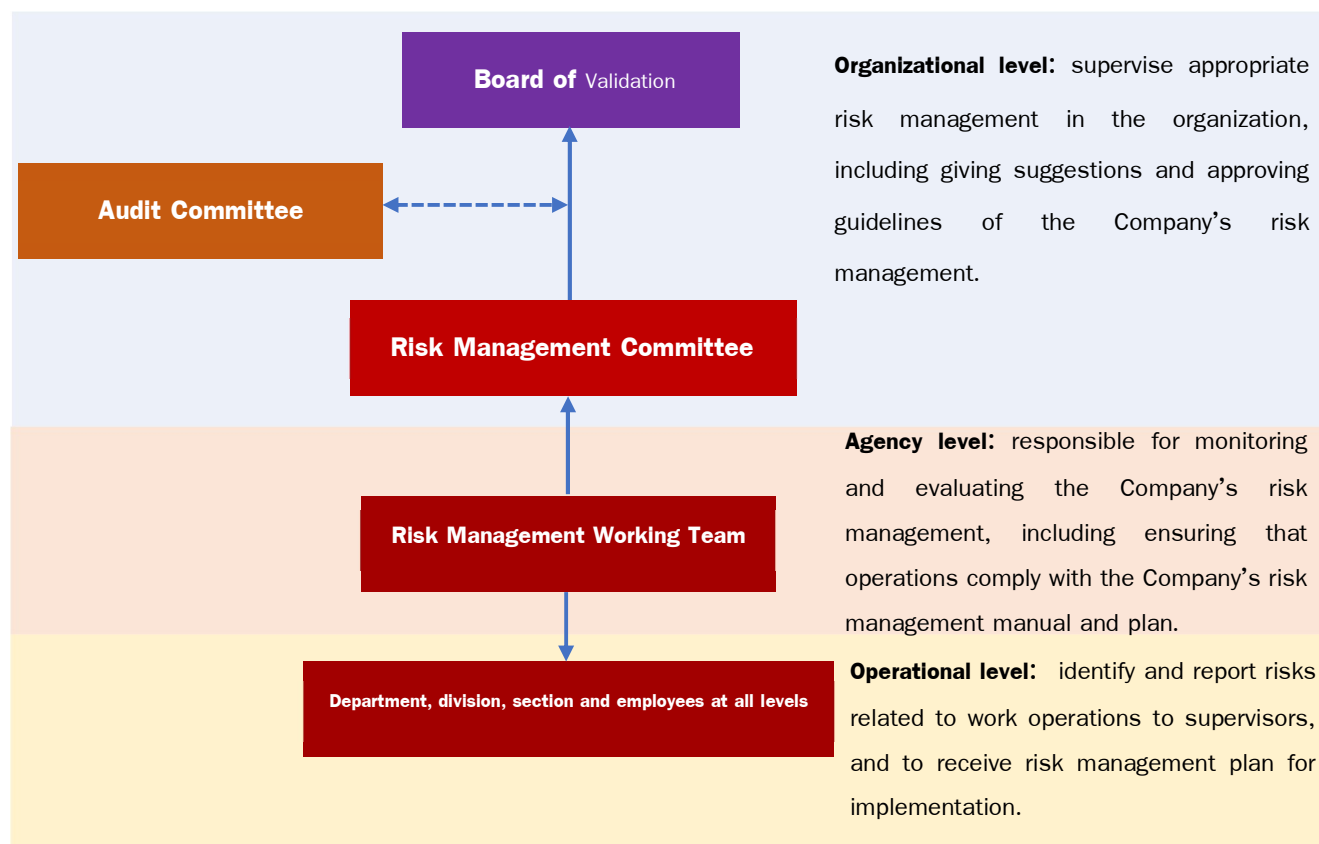 Board of Validation
Organizational level: supervise appropriate
risk management in the organization,
including giving suggestions and approving
guidelines of the Company’s risk
management.
Audit Committee
Risk Management Committee
Agency level: responsible for monitoring
and evaluating the Company’s risk
management, including ensuring that
operations comply with the Company’s risk
management manual and plan.
Risk Management Working Team
Operational level: identify and report risks
related to work operations to supervisors,
and to receive risk management plan for
implementation.
Department, division, section and employees at all levels